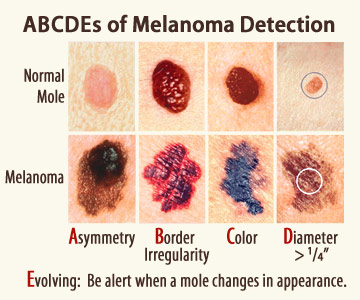 ABCDEs of Melanoma Detection
Normal
Mole
Melanoma
Asymmetry
Border
Irregularity
Color
Diameter
> 1/4"
Evolving: Be alert when a mole changes in appearance.